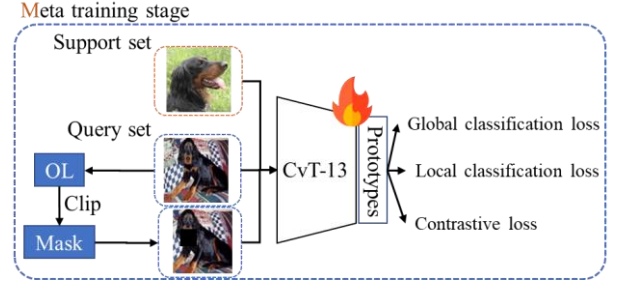 Meta training stage
Support set
Query set
OL
Clip
Mask
CvT-13
Prototypes
Global classification loss
Local classification loss
Contrastive loss